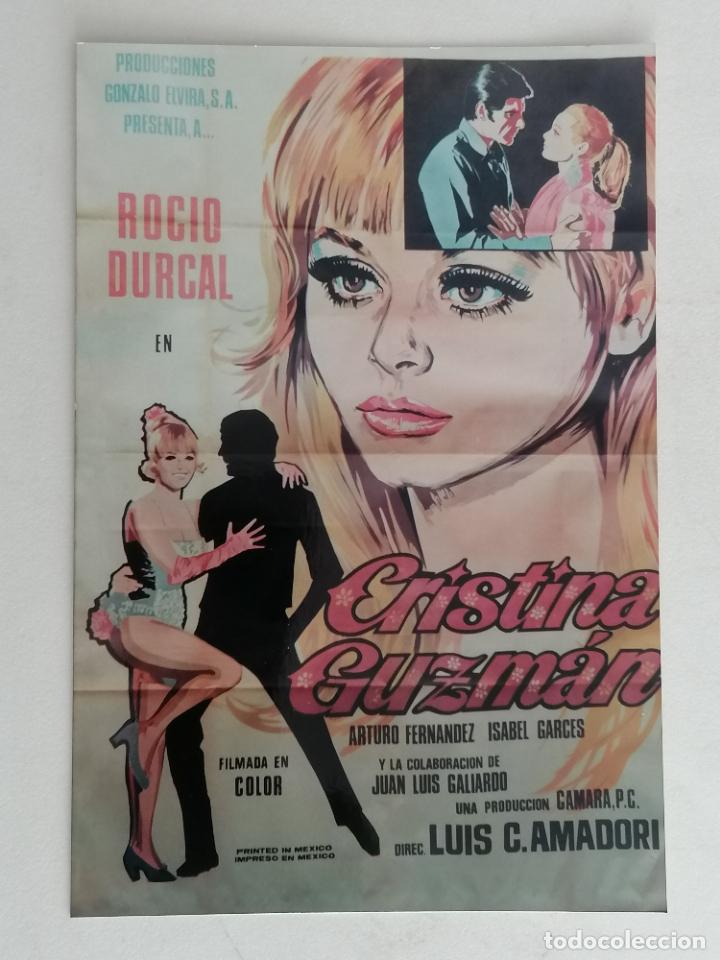 PRODUCCIONES
GONZALO ELVIRA, S.A.
PRESENTA, A...
ROCIO
DURCAL
EN
Cristina
Guzmán
ARTURO FERNANDEZ ISABEL GARCES
Y LA COLABORACION DE
JUAN LUIS GALIARDO
FILMADA EN
COLOR
UNA PRODUCCION CAMARA, P.C.
DIREC. LUIS C. AMADORI
PRINTED IN MEXICO
IMPRESO EN MEXICO
todocoleccion.net